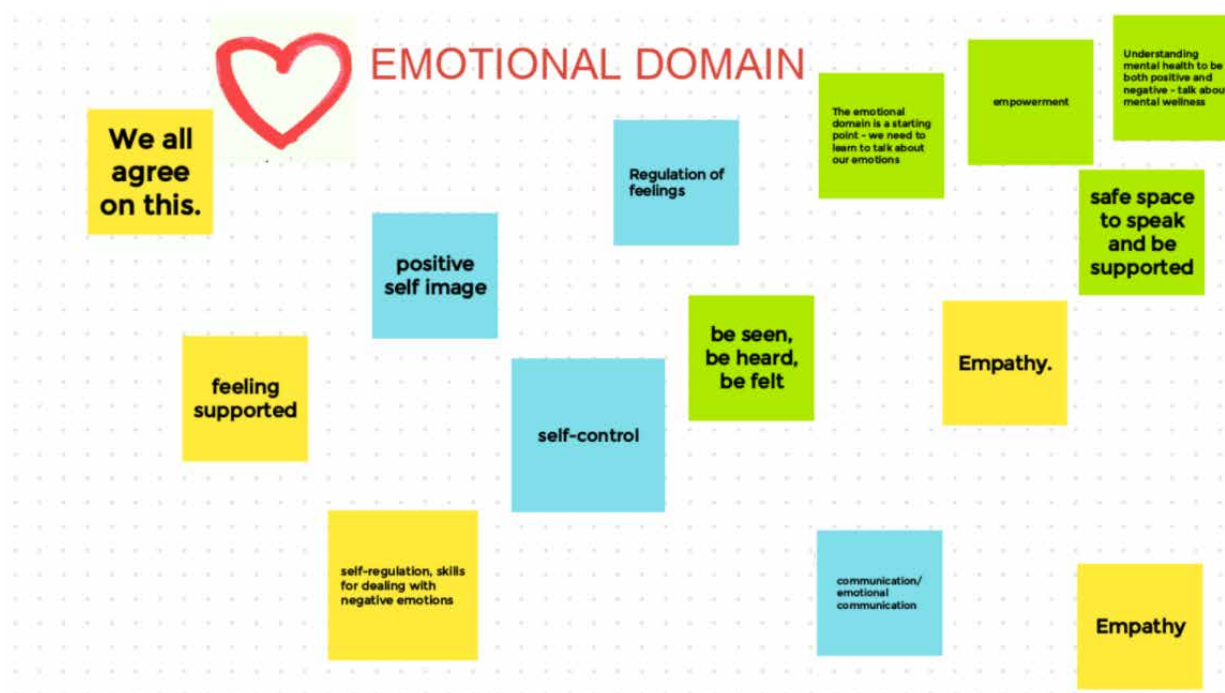 EMOTIONAL DOMAIN
We all
agree
on this.
positive
self image
Regulation of
feelings
The emotional
domain is a starting
point - we need to
learn to talk about
our emotions
empowerment
Understanding
mental health to be
both positive and
negative - talk about
mental wellness
safe space
to speak
and be
supported
feeling
supported
self-control
be seen,
be heard,
be felt
Empathy.
self-regulation, skills
for dealing with
negative emotions
communication/
emotional
communication
Empathy